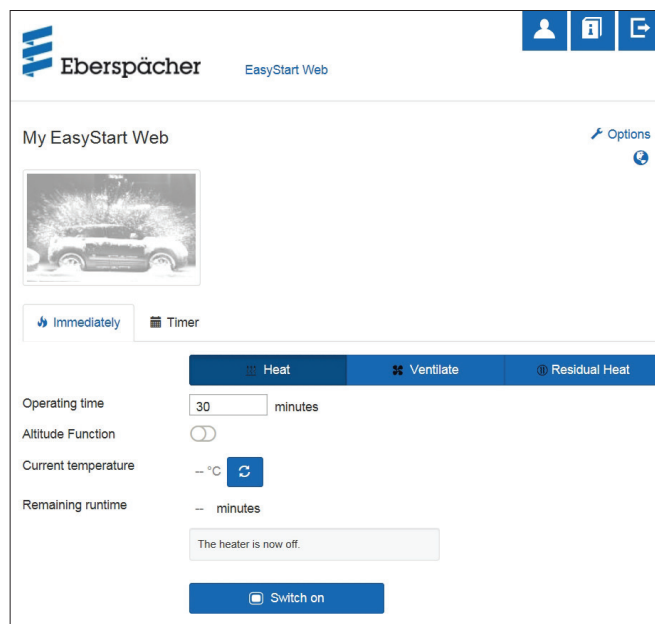 Eberspächer
EasyStart Web
My EasyStart Web
Options
Immediately
Timer
Heat
Ventilate
Residual Heat
Operating time
30 minutes
Altitude Function
Current temperature
-- °C
Remaining runtime
-- minutes
The heater is now off.
Switch on